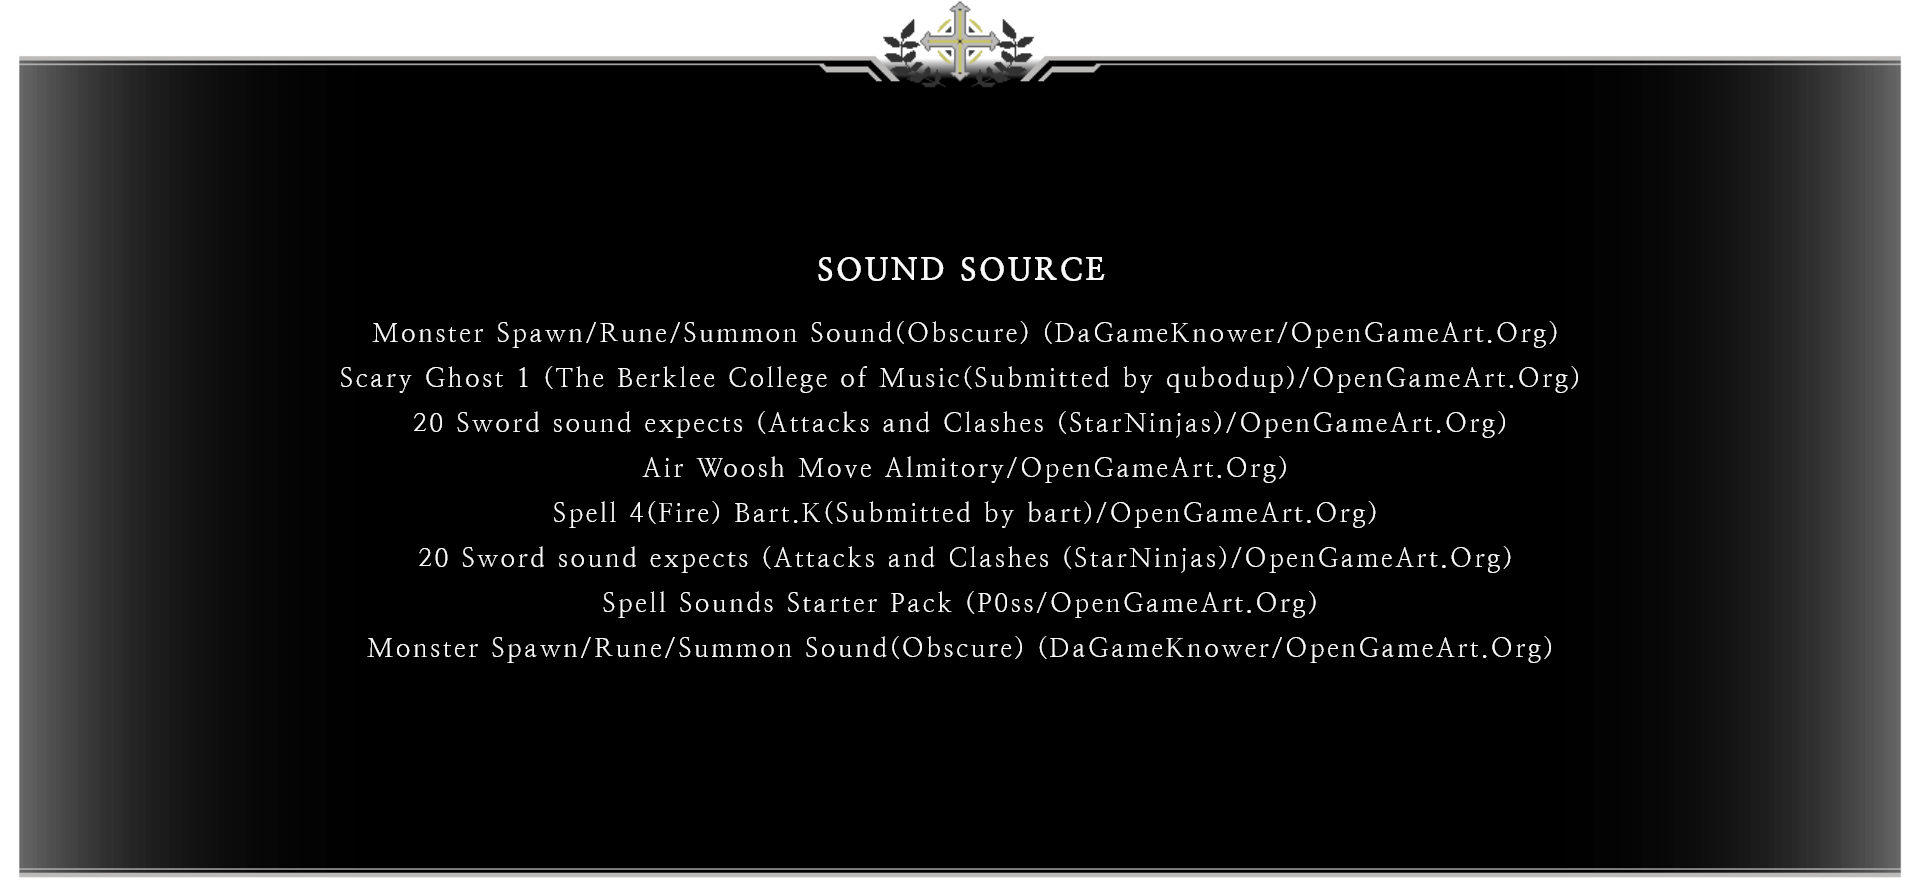 SOUND SOURCE
Monster Spawn/Rune/Summon Sound(Obscure) (DaGameKnower/OpenGameArt.Org)
Scary Ghost 1 (The Berklee College of Music(Submitted by qubodup)/OpenGameArt.Org)
20 Sword sound expects (Attacks and Clashes (StarNinjas)/OpenGameArt.Org)
Air Woosh Move Almitory/OpenGameArt.Org)
Spell 4(Fire) Bart.K(Submitted by bart)/OpenGameArt.Org)
20 Sword sound expects (Attacks and Clashes (StarNinjas)/OpenGameArt.Org)
Spell Sounds Starter Pack (P0ss/OpenGameArt.Org)
Monster Spawn/Rune/Summon Sound(Obscure) (DaGameKnower/OpenGameArt.Org)